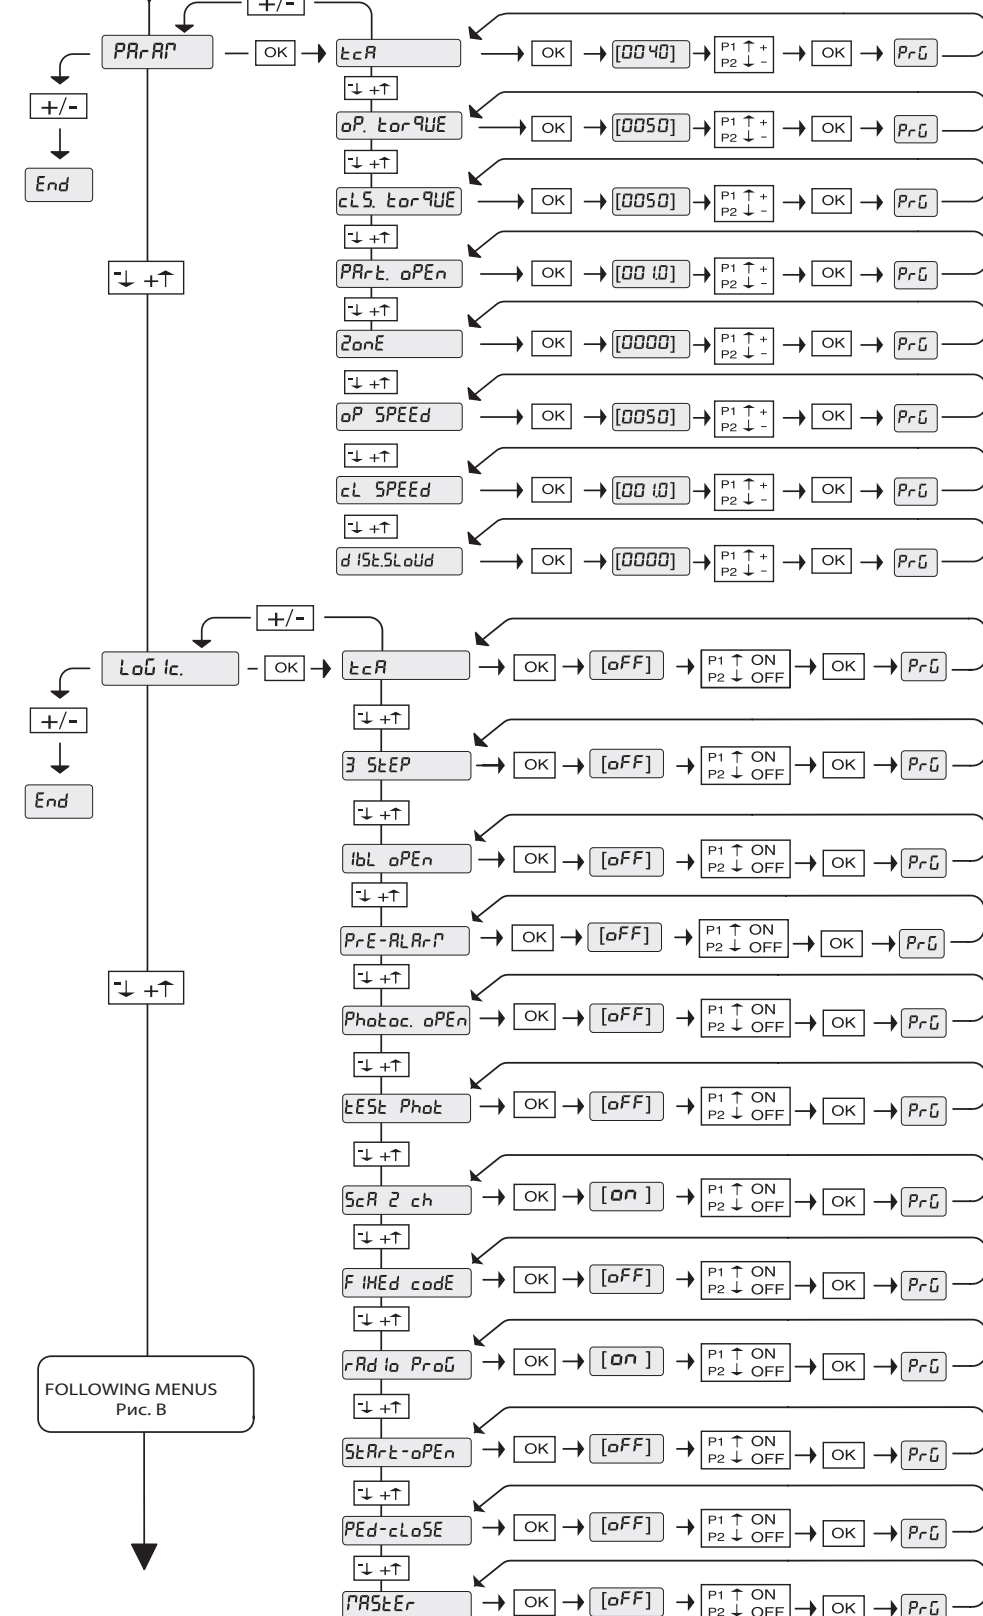 +/-
PArAM OK tcA OK [0040] P1 ↑ + OK PrG
P2 ↓ -
-↓ +↑
+/-
oP. torqUE OK [0050] P1 ↑ + OK PrG
P2 ↓ -
-↓ +↑
End
cLS. torqUE OK [0050] P1 ↑ + OK PrG
P2 ↓ -
-↓ +↑
-↓ +↑
PArt. oPEn OK [001.0] P1 ↑ + OK PrG
P2 ↓ -
-↓ +↑
ZonE OK [0000] P1 ↑ + OK PrG
P2 ↓ -
-↓ +↑
oP SPEEd OK [0050] P1 ↑ + OK PrG
P2 ↓ -
-↓ +↑
cL SPEEd OK [001.0] P1 ↑ + OK PrG
P2 ↓ -
-↓ +↑
dISt.SLoUd OK [0000] P1 ↑ + OK PrG
P2 ↓ -
+/-
LoGIc. OK tcA OK [oFF] P1 ↑ ON OK PrG
P2 ↓ OFF
-↓ +↑
+/-
3 StEP OK [oFF] P1 ↑ ON OK PrG
P2 ↓ OFF
End
-↓ +↑
IbL oPEn OK [oFF] P1 ↑ ON OK PrG
P2 ↓ OFF
-↓ +↑
PrE-ALArM OK [oFF] P1 ↑ ON OK PrG
P2 ↓ OFF
-↓ +↑
-↓ +↑
Photoc. oPEn OK [oFF] P1 ↑ ON OK PrG
P2 ↓ OFF
-↓ +↑
tESt Phot OK [oFF] P1 ↑ ON OK PrG
P2 ↓ OFF
-↓ +↑
ScA 2 ch OK [on ] P1 ↑ ON OK PrG
P2 ↓ OFF
-↓ +↑
FIHEd codE OK [oFF] P1 ↑ ON OK PrG
P2 ↓ OFF
-↓ +↑
rAdIo ProG OK [on ] P1 ↑ ON OK PrG
P2 ↓ OFF
FOLLOWING MENUS
Рис. B
-↓ +↑
StArt-oPEn OK [oFF] P1 ↑ ON OK PrG
P2 ↓ OFF
-↓ +↑
PEd-cLoSE OK [oFF] P1 ↑ ON OK PrG
P2 ↓ OFF
-↓ +↑
MAStEr OK [oFF] P1 ↑ ON OK PrG
P2 ↓ OFF